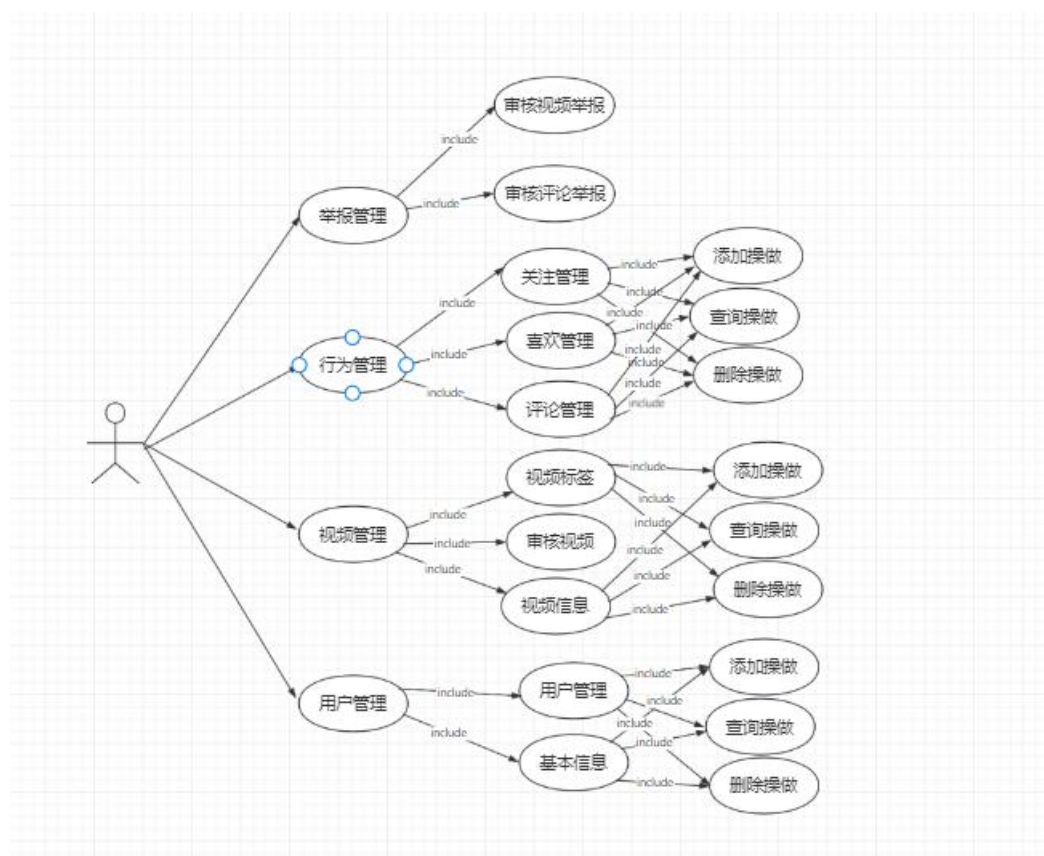 审核视频举报
include
审核评论举报
include
举报管理
添加操做
关注管理
include
include
查询操做
include
include
喜欢管理
include
行为管理
include
include
include
删除操做
include
include
include
评论管理
视频标签
include
添加操做
include
include
include
查询操做
视频管理
include
审核视频
include
include
include
删除操做
视频信息
include
添加操做
用户管理
include
include
用户管理
include
include
查询操做
include
include
基本信息
include
删除操做